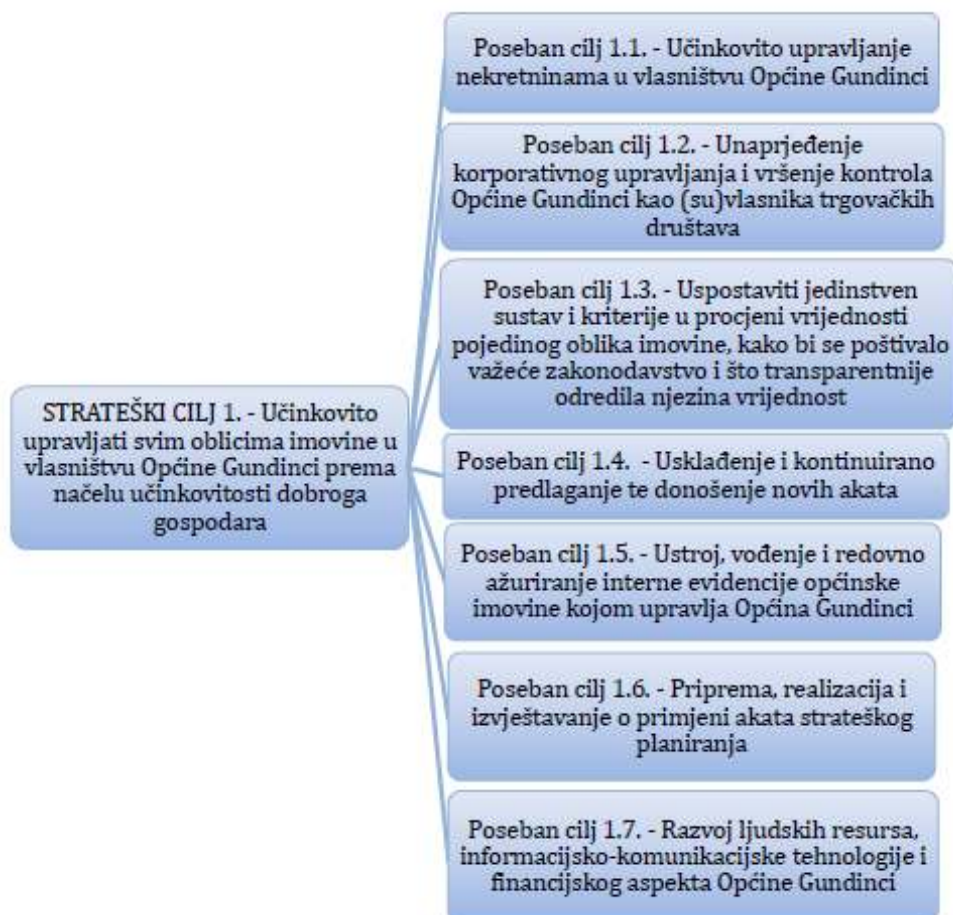 STRATEŠKI CILJ 1. - Učinkovito
upravljati svim oblicima imovine u
vlasništvu Općine Gundinci prema
načelu učinkovitosti dobroga
gospodara
Poseban cilj 1.1. - Učinkovito upravljanje
nekretninama u vlasništvu Općine Gundinci
Poseban cilj 1.2. - Unaprjeđenje
korporativnog upravljanja i vršenje kontrola
Općine Gundinci kao (su)vlasnika trgovačkih
društava
Poseban cilj 1.3. - Uspostaviti jedinstven
sustav i kriterije u procjeni vrijednosti
pojedinog oblika imovine, kako bi se poštivalo
važeće zakonodavstvo i što transparentnije
odredila njezina vrijednost
Poseban cilj 1.4. - Usklađenje i kontinuirano
predlaganje te donošenje novih akata
Poseban cilj 1.5. - Ustroj, vođenje i redovno
ažuriranje interne evidencije općinske
imovine kojom upravlja Općina Gundinci
Poseban cilj 1.6. - Priprema, realizacija i
izvještavanje o primjeni akata strateškog
planiranja
Poseban cilj 1.7. - Razvoj ljudskih resursa,
informacijsko-komunikacijske tehnologije i
financijskog aspekta Općine Gundinci